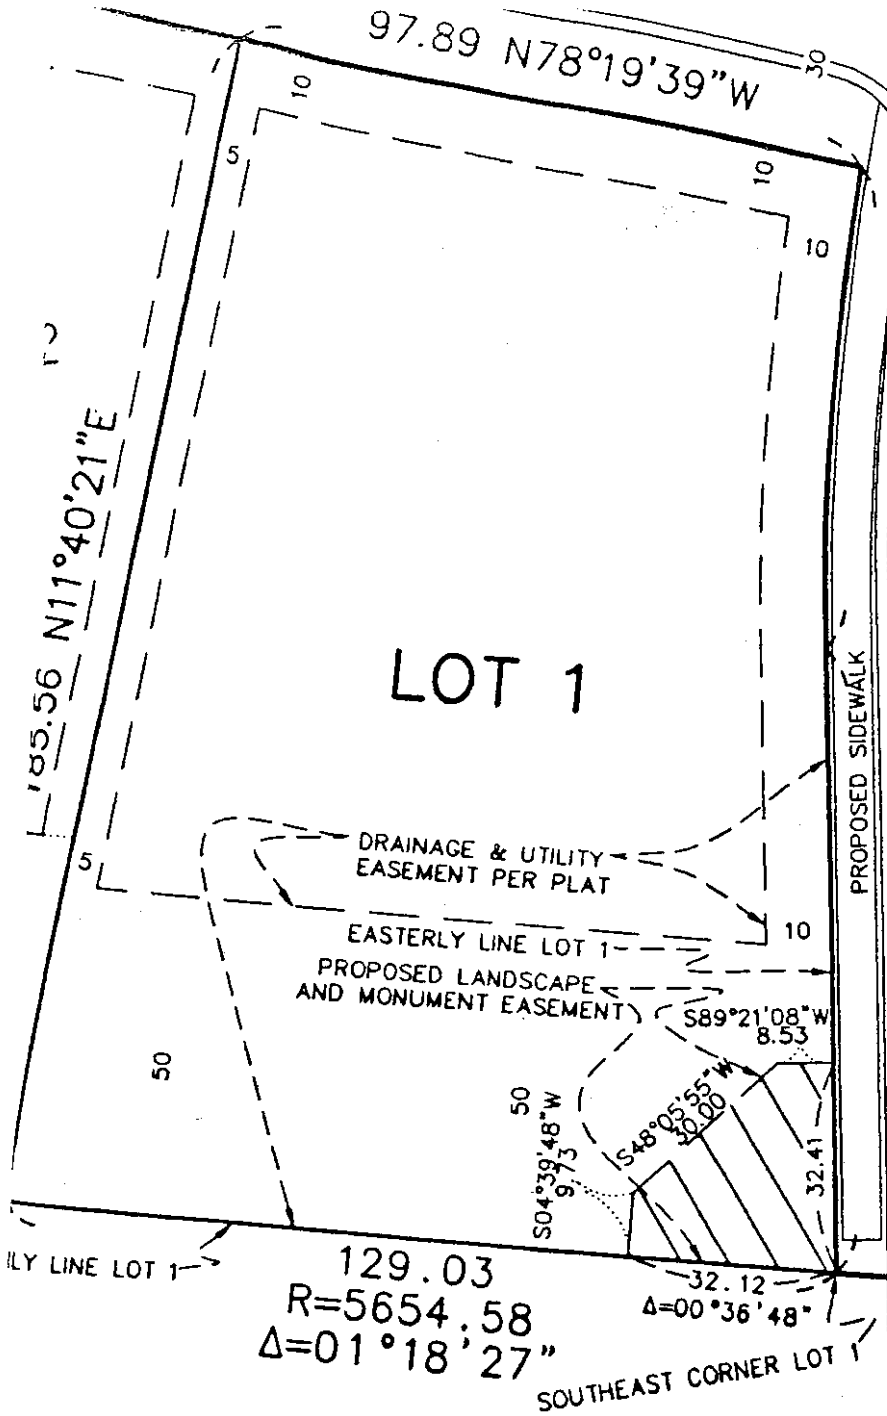 97.89 N78°19'39"W
30
10
5
10
10
185.56 N11°40'21"E
LOT 1
PROPOSED SIDEWALK
DRAINAGE & UTILITY
EASEMENT PER PLAT
5
10
EASTERLY LINE LOT 1
PROPOSED LANDSCAPE
AND MONUMENT EASEMENT
S89°21'08"W
8.53
50
50
S04°39'48"W
9.73
S48°05'55"W
30.00
32.41
ILY LINE LOT 1
129.03
R=5654.58
Δ=01°18'27"
32.12
Δ=00°36'48"
SOUTHEAST CORNER LOT 1